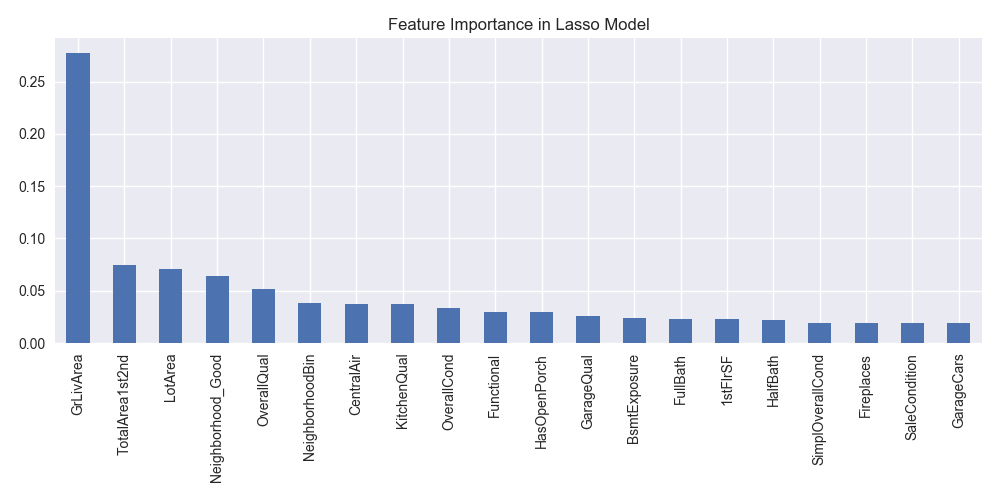 Feature Importance in Lasso Model
0.25
0.20
0.15
0.10
0.05
0.00
GrLivArea
TotalArea1st2nd
LotArea
Neighborhood_Good
OverallQual
NeighborhoodBin
CentralAir
KitchenQual
OverallCond
Functional
HasOpenPorch
GarageQual
BsmtExposure
FullBath
1stFlrSF
HalfBath
SimplOverallCond
Fireplaces
SaleCondition
GarageCars